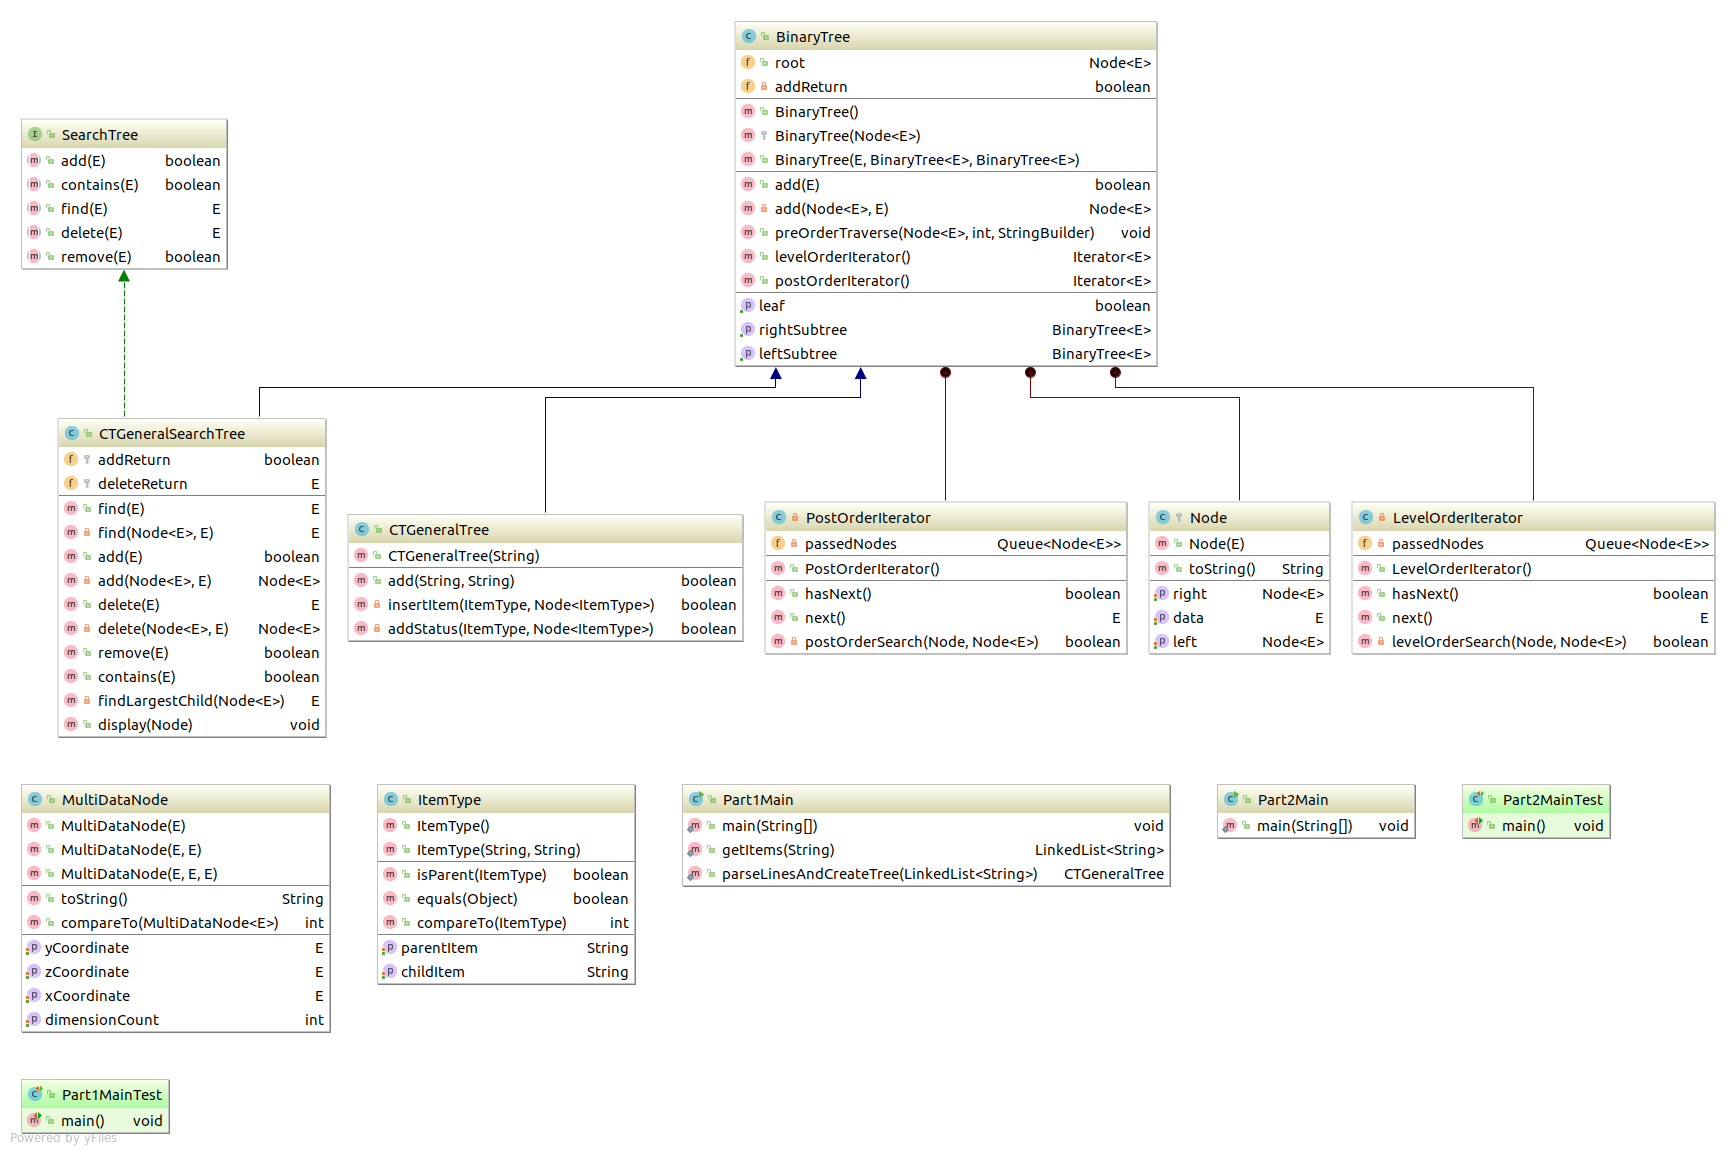 BinaryTree
root Node<E>
addReturn boolean
BinaryTree()
BinaryTree(Node<E>)
BinaryTree(E, BinaryTree<E>, BinaryTree<E>)
add(E) boolean
add(Node<E>, E) Node<E>
preOrderTraverse(Node<E>, int, StringBuilder) void
levelOrderIterator() Iterator<E>
postOrderIterator() Iterator<E>
leaf boolean
rightSubtree BinaryTree<E>
leftSubtree BinaryTree<E>
SearchTree
add(E) boolean
contains(E) boolean
find(E) E
delete(E) E
remove(E) boolean
CTGeneralSearchTree
addReturn boolean
deleteReturn E
find(E) E
find(Node<E>, E) E
add(E) boolean
add(Node<E>, E) Node<E>
delete(E) E
delete(Node<E>, E) Node<E>
remove(E) boolean
contains(E) boolean
findLargestChild(Node<E>) E
display(Node) void
CTGeneralTree
CTGeneralTree(String)
add(String, String) boolean
insertItem(ItemType, Node<ItemType>) boolean
addStatus(ItemType, Node<ItemType>) boolean
PostOrderIterator
passedNodes Queue<Node<E>>
PostOrderIterator()
hasNext() boolean
next() E
postOrderSearch(Node, Node<E>) boolean
Node
Node(E)
toString() String
right Node<E>
data E
left Node<E>
LevelOrderIterator
passedNodes Queue<Node<E>>
LevelOrderIterator()
hasNext() boolean
next() E
levelOrderSearch(Node, Node<E>) boolean
MultiDataNode
MultiDataNode(E)
MultiDataNode(E, E)
MultiDataNode(E, E, E)
toString() String
compareTo(MultiDataNode<E>) int
yCoordinate E
zCoordinate E
xCoordinate E
dimensionCount int
ItemType
ItemType()
ItemType(String, String)
isParent(ItemType) boolean
equals(Object) boolean
compareTo(ItemType) int
parentItem String
childItem String
Part1Main
main(String[]) void
getItems(String) LinkedList<String>
parseLinesAndCreateTree(LinkedList<String>) CTGeneralTree
Part2Main
main(String[]) void
Part2MainTest
main() void
Part1MainTest
main() void
Powered by yFiles